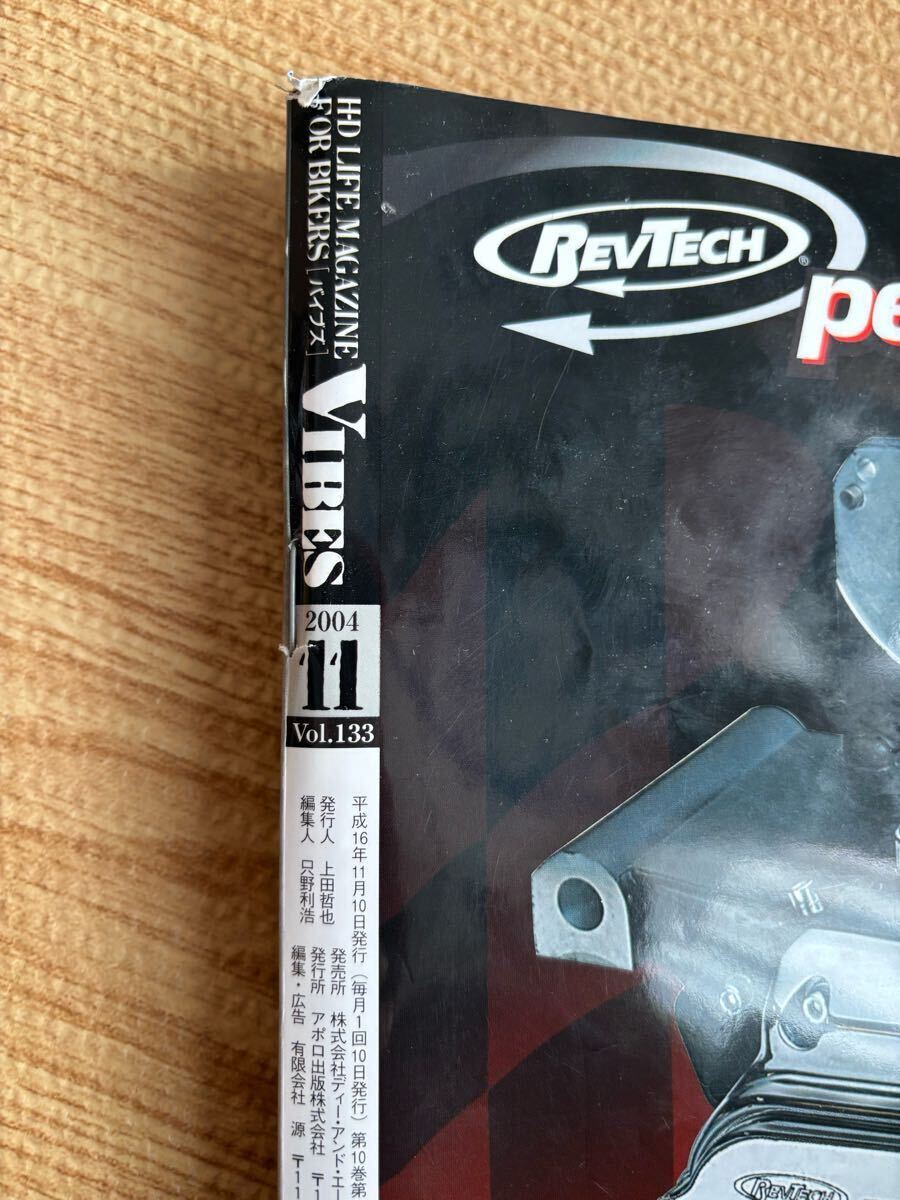 H-D LIFE MAGAZINE
FOR BIKERS [バイブズ]
VIBES
2004
11
Vol.133
平成16年11月10日発行（毎月1回10日発行）第10巻第
発行人 上田哲也
編集人 只野利浩
発売所 株式会社ディー・アンド・エー
発行所 アポロ出版株式会社 〒1
編集・広告 有限会社 源 〒11
REVTECH®
pe
REVTECH